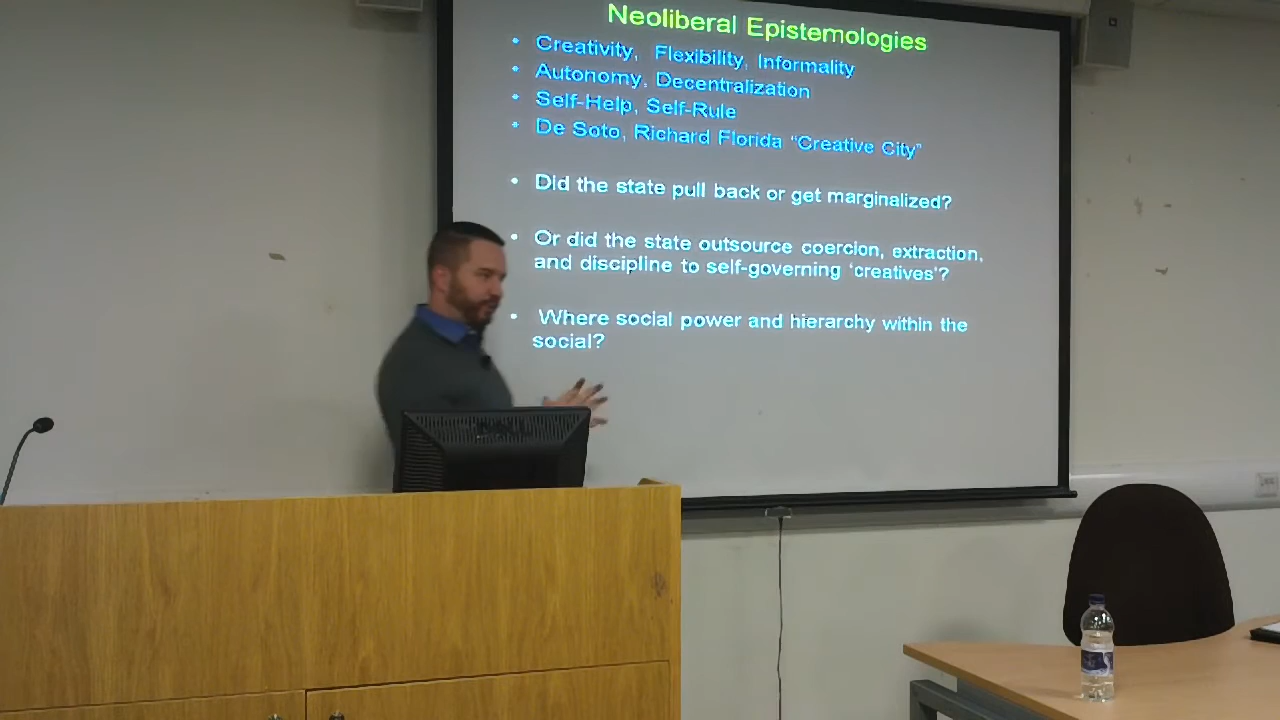 Neoliberal Epistemologies
• Creativity, Flexibility, Informality
• Autonomy, Decentralization
• Self-Help, Self-Rule
• De Soto, Richard Florida "Creative City"
• Did the state pull back or get marginalized?
• Or did the state outsource coercion, extraction,
and discipline to self-governing ‘creatives’?
• Where social power and hierarchy within the
social?
DELL